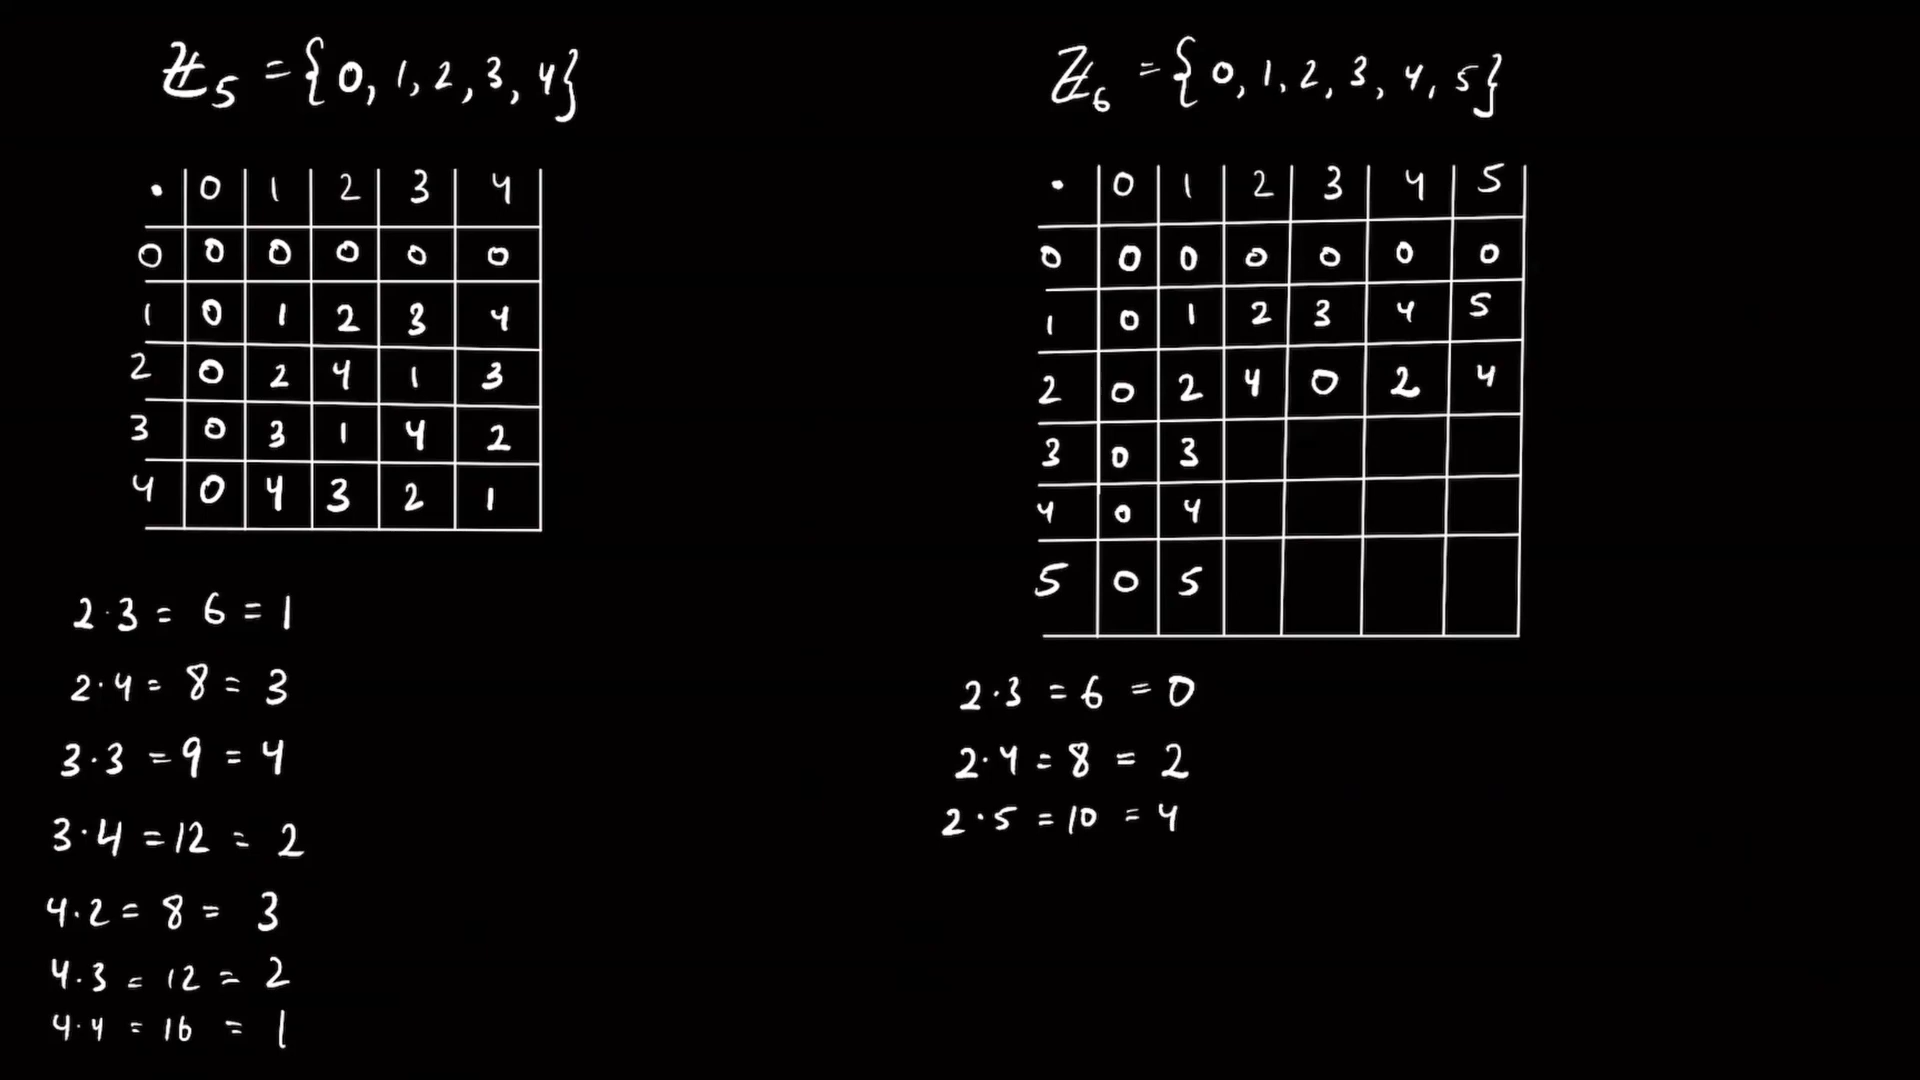 ℤ₅ = {0, 1, 2, 3, 4}
· 0 1 2 3 4
0 0 0 0 0 0
1 0 1 2 3 4
2 0 2 4 1 3
3 0 3 1 4 2
4 0 4 3 2 1
2·3 = 6 = 1
2·4 = 8 = 3
3·3 = 9 = 4
3·4 = 12 = 2
4·2 = 8 = 3
4·3 = 12 = 2
4·4 = 16 = 1
ℤ₆ = {0, 1, 2, 3, 4, 5}
· 0 1 2 3 4 5
0 0 0 0 0 0 0
1 0 1 2 3 4 5
2 0 2 4 0 2 4
3 0 3
4 0 4
5 0 5
2·3 = 6 = 0
2·4 = 8 = 2
2·5 = 10 = 4